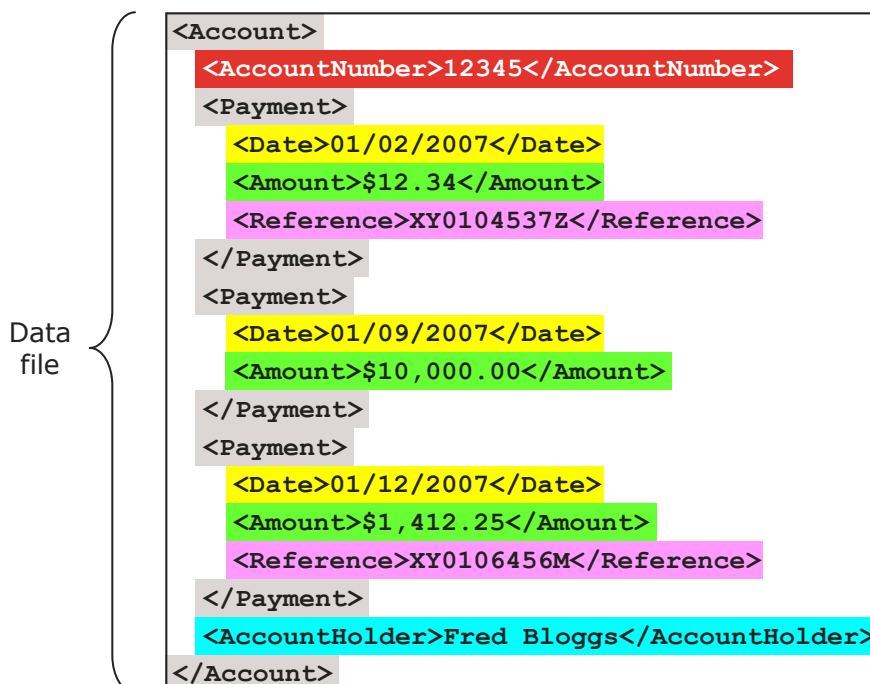 Data
file
<Account>
<AccountNumber>12345</AccountNumber>
<Payment>
<Date>01/02/2007</Date>
<Amount>$12.34</Amount>
<Reference>XY0104537Z</Reference>
</Payment>
<Payment>
<Date>01/09/2007</Date>
<Amount>$10,000.00</Amount>
</Payment>
<Payment>
<Date>01/12/2007</Date>
<Amount>$1,412.25</Amount>
<Reference>XY0106456M</Reference>
</Payment>
<AccountHolder>Fred Bloggs</AccountHolder>
</Account>